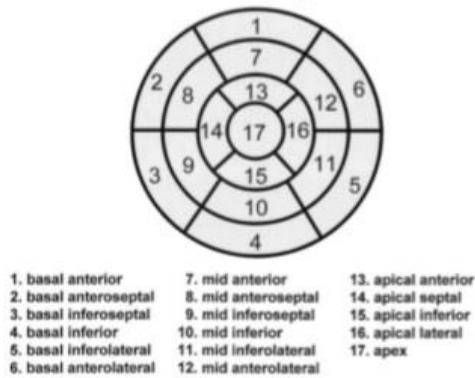 1
7
2
8
13
12
6
14
17
16
3
9
15
11
5
10
4
1. basal anterior
2. basal anteroseptal
3. basal inferoseptal
4. basal inferior
5. basal inferolateral
6. basal anterolateral
7. mid anterior
8. mid anteroseptal
9. mid inferoseptal
10. mid inferior
11. mid inferolateral
12. mid anterolateral
13. apical anterior
14. apical septal
15. apical inferior
16. apical lateral
17. apex